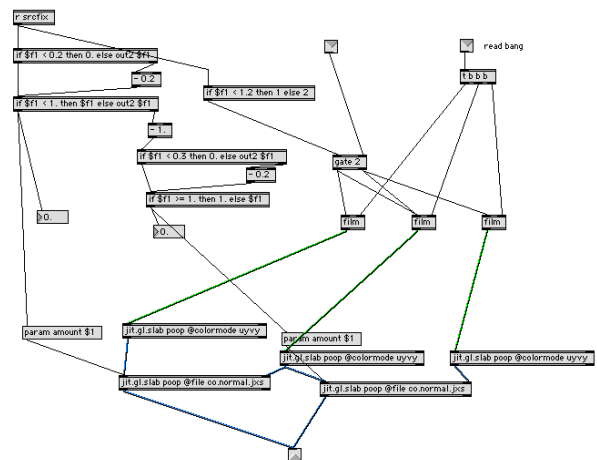 r srcfix
read bang
if $f1 < 0.2 then 0. else out2 $f1
t b b b
- 0.2
if $f1 < 1.2 then 1 else 2
if $f1 < 1. then $f1 else out2 $f1
- 1.
if $f1 < 0.3 then 0. else out2 $f1
gate 2
- 0.2
if $f1 >= 1. then 1. else $f1
0.
0.
film
film
film
param amount $1
jit.gl.slab poop @colormode uyvy
param amount $1
jit.gl.slab poop @colormode uyvy
jit.gl.slab poop @colormode uyvy
jit.gl.slab poop @file co.normal.jxs
jit.gl.slab poop @file co.normal.jxs